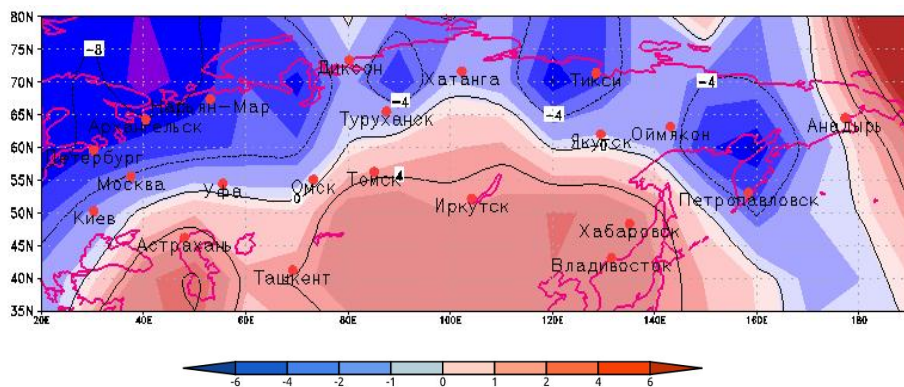 80N
75N
-8
Диксон
70N
Хатанга
Тикси
-4
Нарьян-Мар
-4
65N
Туруханск
-4
Анадырь
Архангельск
Якутск
Оймякон
60N
Петербург
55N
Москва
Уфа
Омск
Томск
4
0
Иркутск
Петропавловск
50N
Киев
Хабаровск
45N
Астрахань
Владивосток
40N
Ташкент
35N
20E 40E 60E 80E 100E 120E 140E 160E 180
-6 -4 -2 -1 0 1 2 4 6